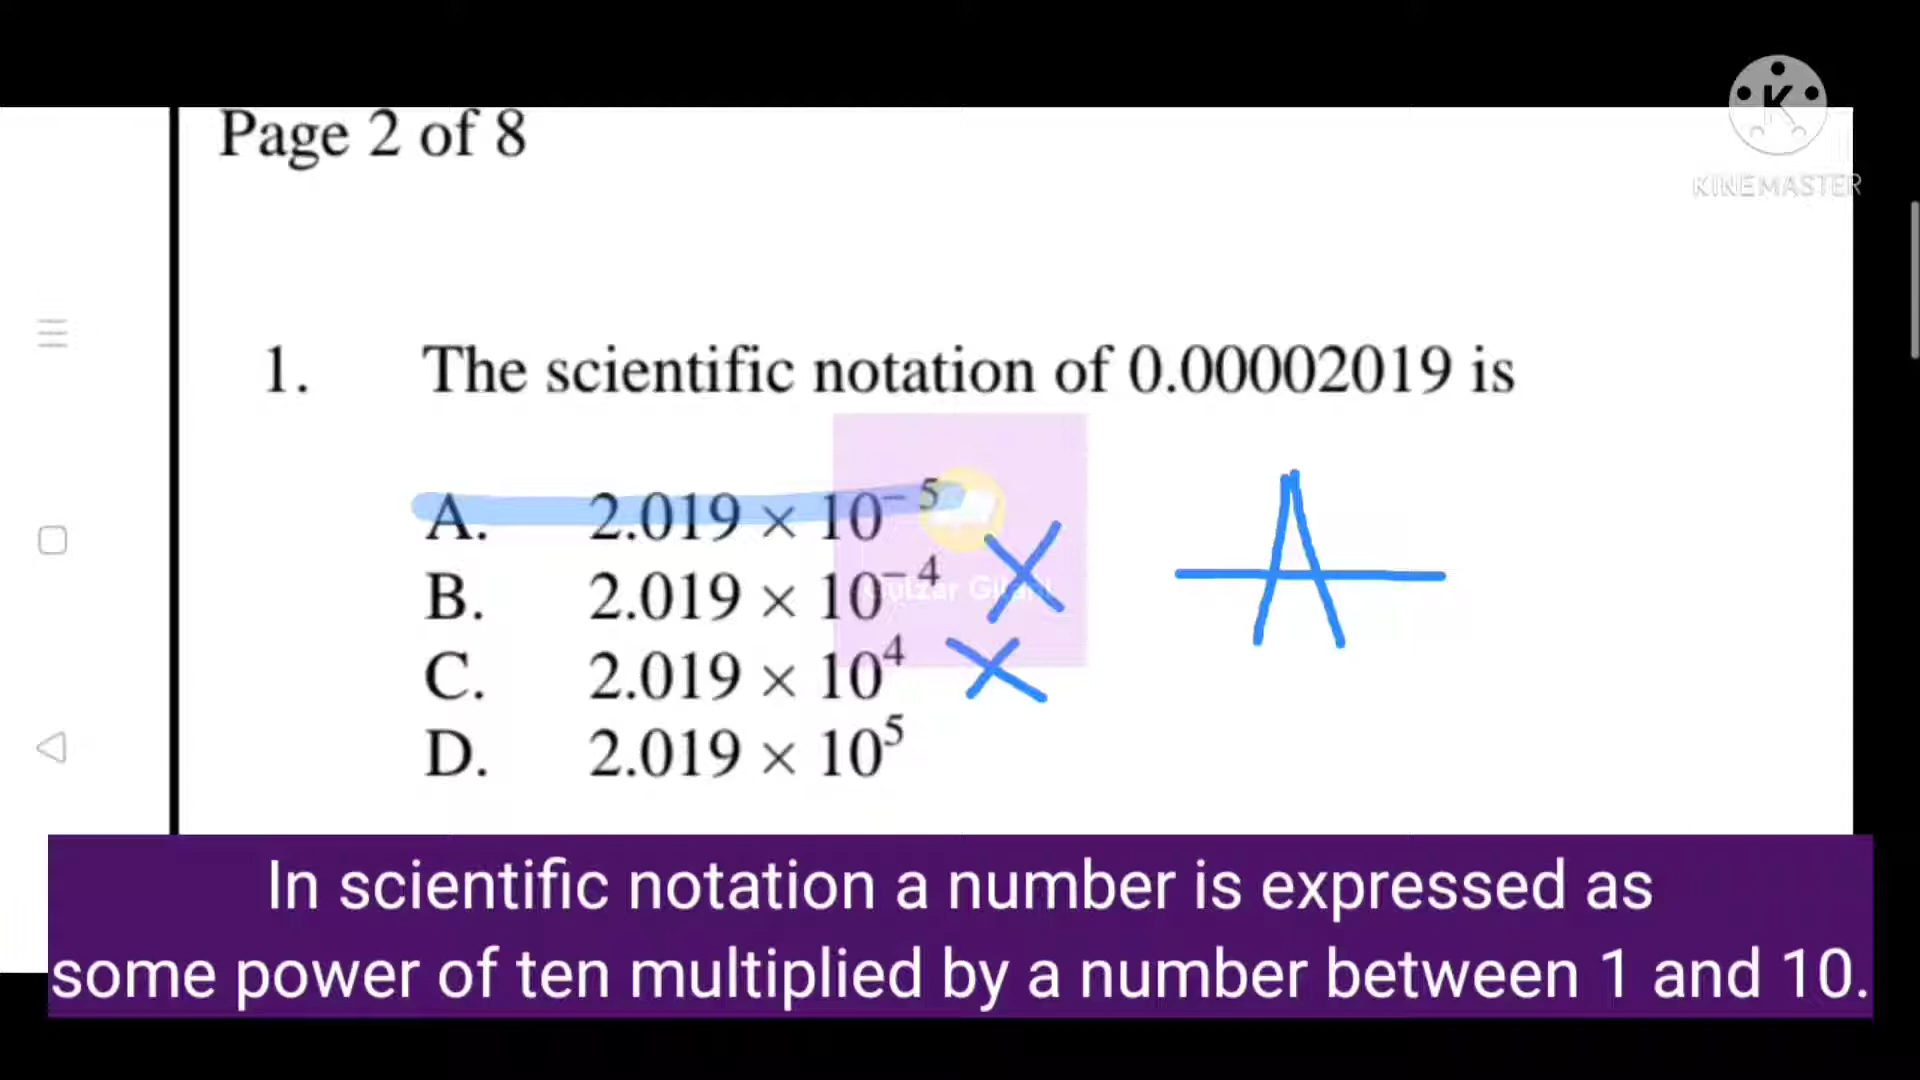 Page 2 of 8
KINEMASTER
1. The scientific notation of 0.00002019 is
A. 2.019 × 10⁻⁵
B. 2.019 × 10⁻⁴
C. 2.019 × 10⁴
D. 2.019 × 10⁵
A
In scientific notation a number is expressed as
some power of ten multiplied by a number between 1 and 10.